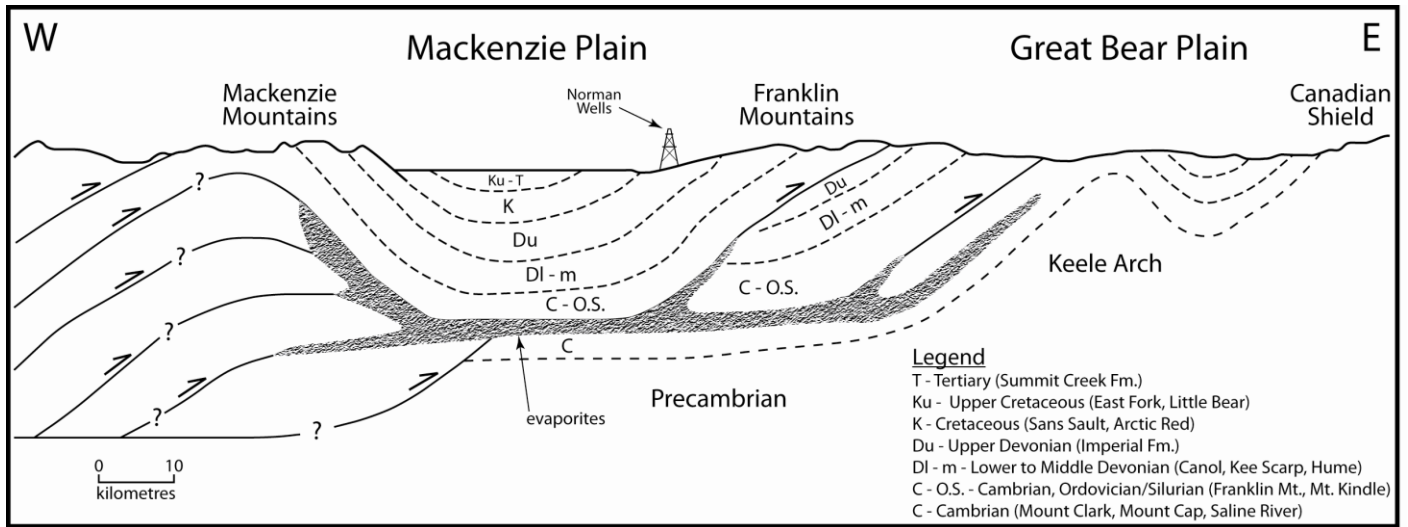 W
Mackenzie Plain
Great Bear Plain
E
Mackenzie
Mountains
Norman
Wells
Franklin
Mountains
Canadian
Shield
Ku - T
K
Du
Dl - m
C - O.S.
C
Du
Dl - m
C - O.S.
Keele Arch
?
?
?
?
?
?
evaporites
Precambrian
0 10
kilometres
Legend
T - Tertiary (Summit Creek Fm.)
Ku - Upper Cretaceous (East Fork, Little Bear)
K - Cretaceous (Sans Sault, Arctic Red)
Du - Upper Devonian (Imperial Fm.)
Dl - m - Lower to Middle Devonian (Canol, Kee Scarp, Hume)
C - O.S. - Cambrian, Ordovician/Silurian (Franklin Mt., Mt. Kindle)
C - Cambrian (Mount Clark, Mount Cap, Saline River)